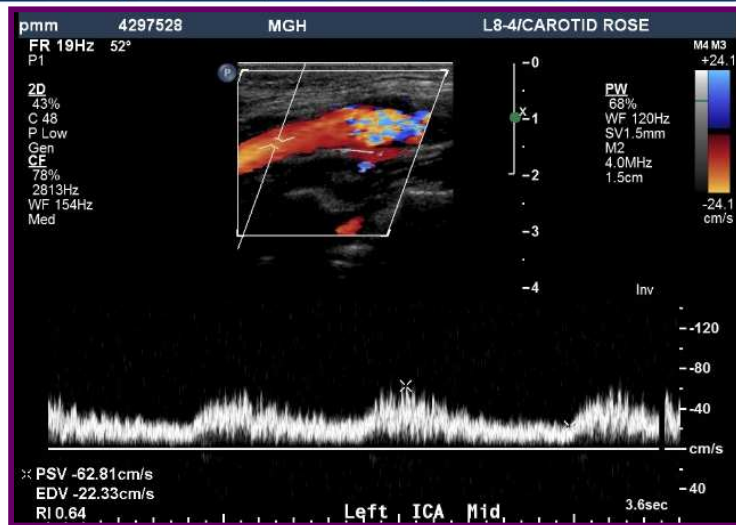 pmm 4297528 MGH L8-4/CAROTID ROSE
FR 19Hz 52°
P1
2D
43%
C 48
P Low
Gen
CF
78%
2813Hz
WF 154Hz
Med
P
0
x
1
2
3
4
PW
68%
WF 120Hz
SV1.5mm
M2
4.0MHz
1.5cm
M4 M3
+24.1
-24.1
cm/s
Inv
-120
-80
-40
cm/s
40
PSV -62.81cm/s
EDV -22.33cm/s
RI 0.64
Left ICA Mid
3.6sec